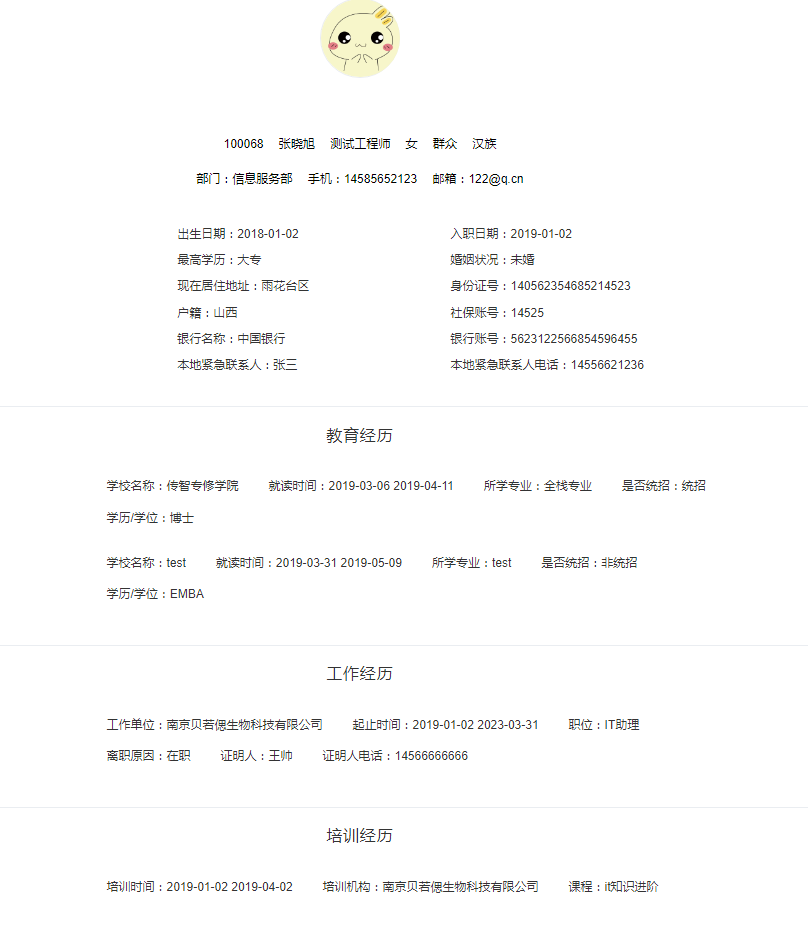 100068 张晓旭 测试工程师 女 群众 汉族
部门：信息服务部 手机：14585652123 邮箱：122@q.cn
出生日期：2018-01-02 入职日期：2019-01-02
最高学历：大专 婚姻状况：未婚
现在居住地址：雨花台区 身份证号：140562354685214523
户籍：山西 社保账号：14525
银行名称：中国银行 银行账号：5623122566854596455
本地紧急联系人：张三 本地紧急联系人电话：14556621236
教育经历
学校名称：传智专修学院 就读时间：2019-03-06 2019-04-11 所学专业：全栈专业 是否统招：统招
学历/学位：博士
学校名称：test 就读时间：2019-03-31 2019-05-09 所学专业：test 是否统招：非统招
学历/学位：EMBA
工作经历
工作单位：南京贝若偲生物科技有限公司 起止时间：2019-01-02 2023-03-31 职位：IT助理
离职原因：在职 证明人：王帅 证明人电话：14566666666
培训经历
培训时间：2019-01-02 2019-04-02 培训机构：南京贝若偲生物科技有限公司 课程：it知识进阶